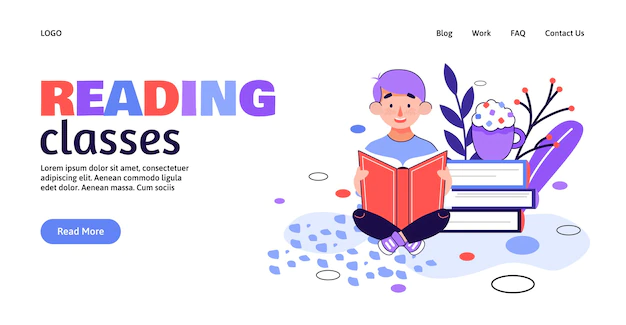 LOGO
Blog Work FAQ Contact Us
READING
classes
Lorem ipsum dolor sit amet, consectetuer
adipiscing elit. Aenean commodo ligula
edet dolor. Aenean massa. Cum sociis
Read More